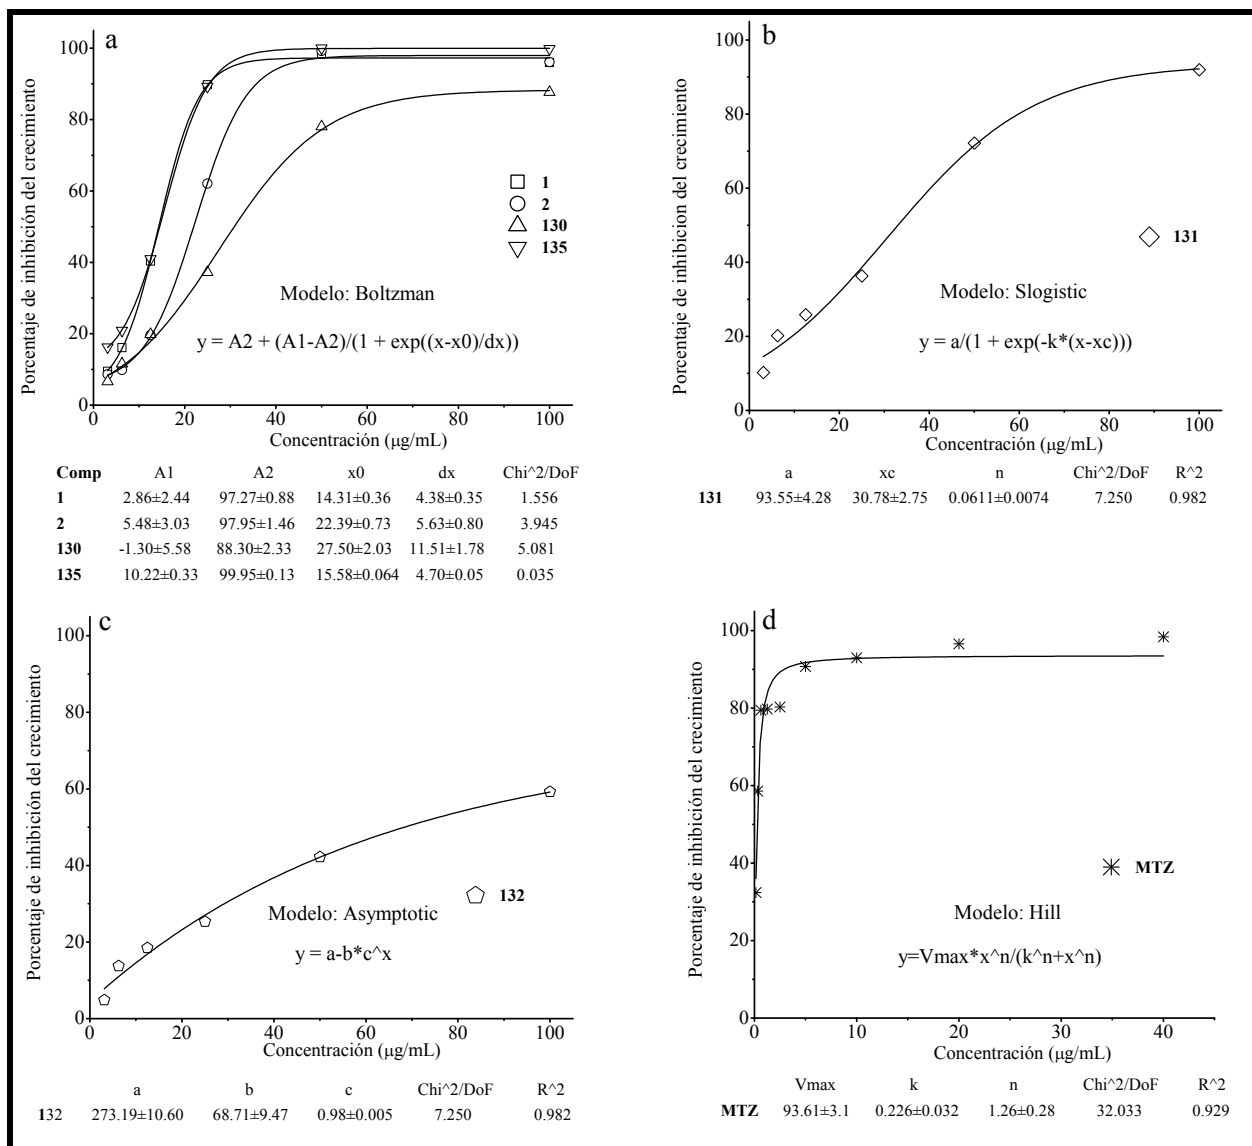 a
Porcentaje de inhibición del crecimiento
100
80
60
40
20
0
0 20 40 60 80 100
Concentración (µg/mL)
1
2
130
135
Modelo: Boltzman
y = A2 + (A1-A2)/(1 + exp((x-x0)/dx))
Comp A1 A2 x0 dx Chi^2/DoF
1 2.86±2.44 97.27±0.88 14.31±0.36 4.38±0.35 1.556
2 5.48±3.03 97.95±1.46 22.39±0.73 5.63±0.80 3.945
130 -1.30±5.58 88.30±2.33 27.50±2.03 11.51±1.78 5.081
135 10.22±0.33 99.95±0.13 15.58±0.064 4.70±0.05 0.035
b
Porcentaje de inhibicion del crecimiento
100
80
60
40
20
0
0 20 40 60 80 100
Concentración (µg/mL)
131
Modelo: Slogistic
y = a/(1 + exp(-k*(x-xc)))
a xc n Chi^2/DoF R^2
131 93.55±4.28 30.78±2.75 0.0611±0.0074 7.250 0.982
c
Porcentaje de inhibición del crecimiento
100
80
60
40
20
0
0 20 40 60 80 100
Concentración (µg/mL)
132
Modelo: Asymptotic
y = a-b*c^x
a b c Chi^2/DoF R^2
132 273.19±10.60 68.71±9.47 0.98±0.005 7.250 0.982
d
Porcentaje de inhibición del crecimiento
100
80
60
40
20
0
0 10 20 30 40
Concentración (µg/mL)
MTZ
Modelo: Hill
y=Vmax*x^n/(k^n+x^n)
Vmax k n Chi^2/DoF R^2
MTZ 93.61±3.1 0.226±0.032 1.26±0.28 32.033 0.929